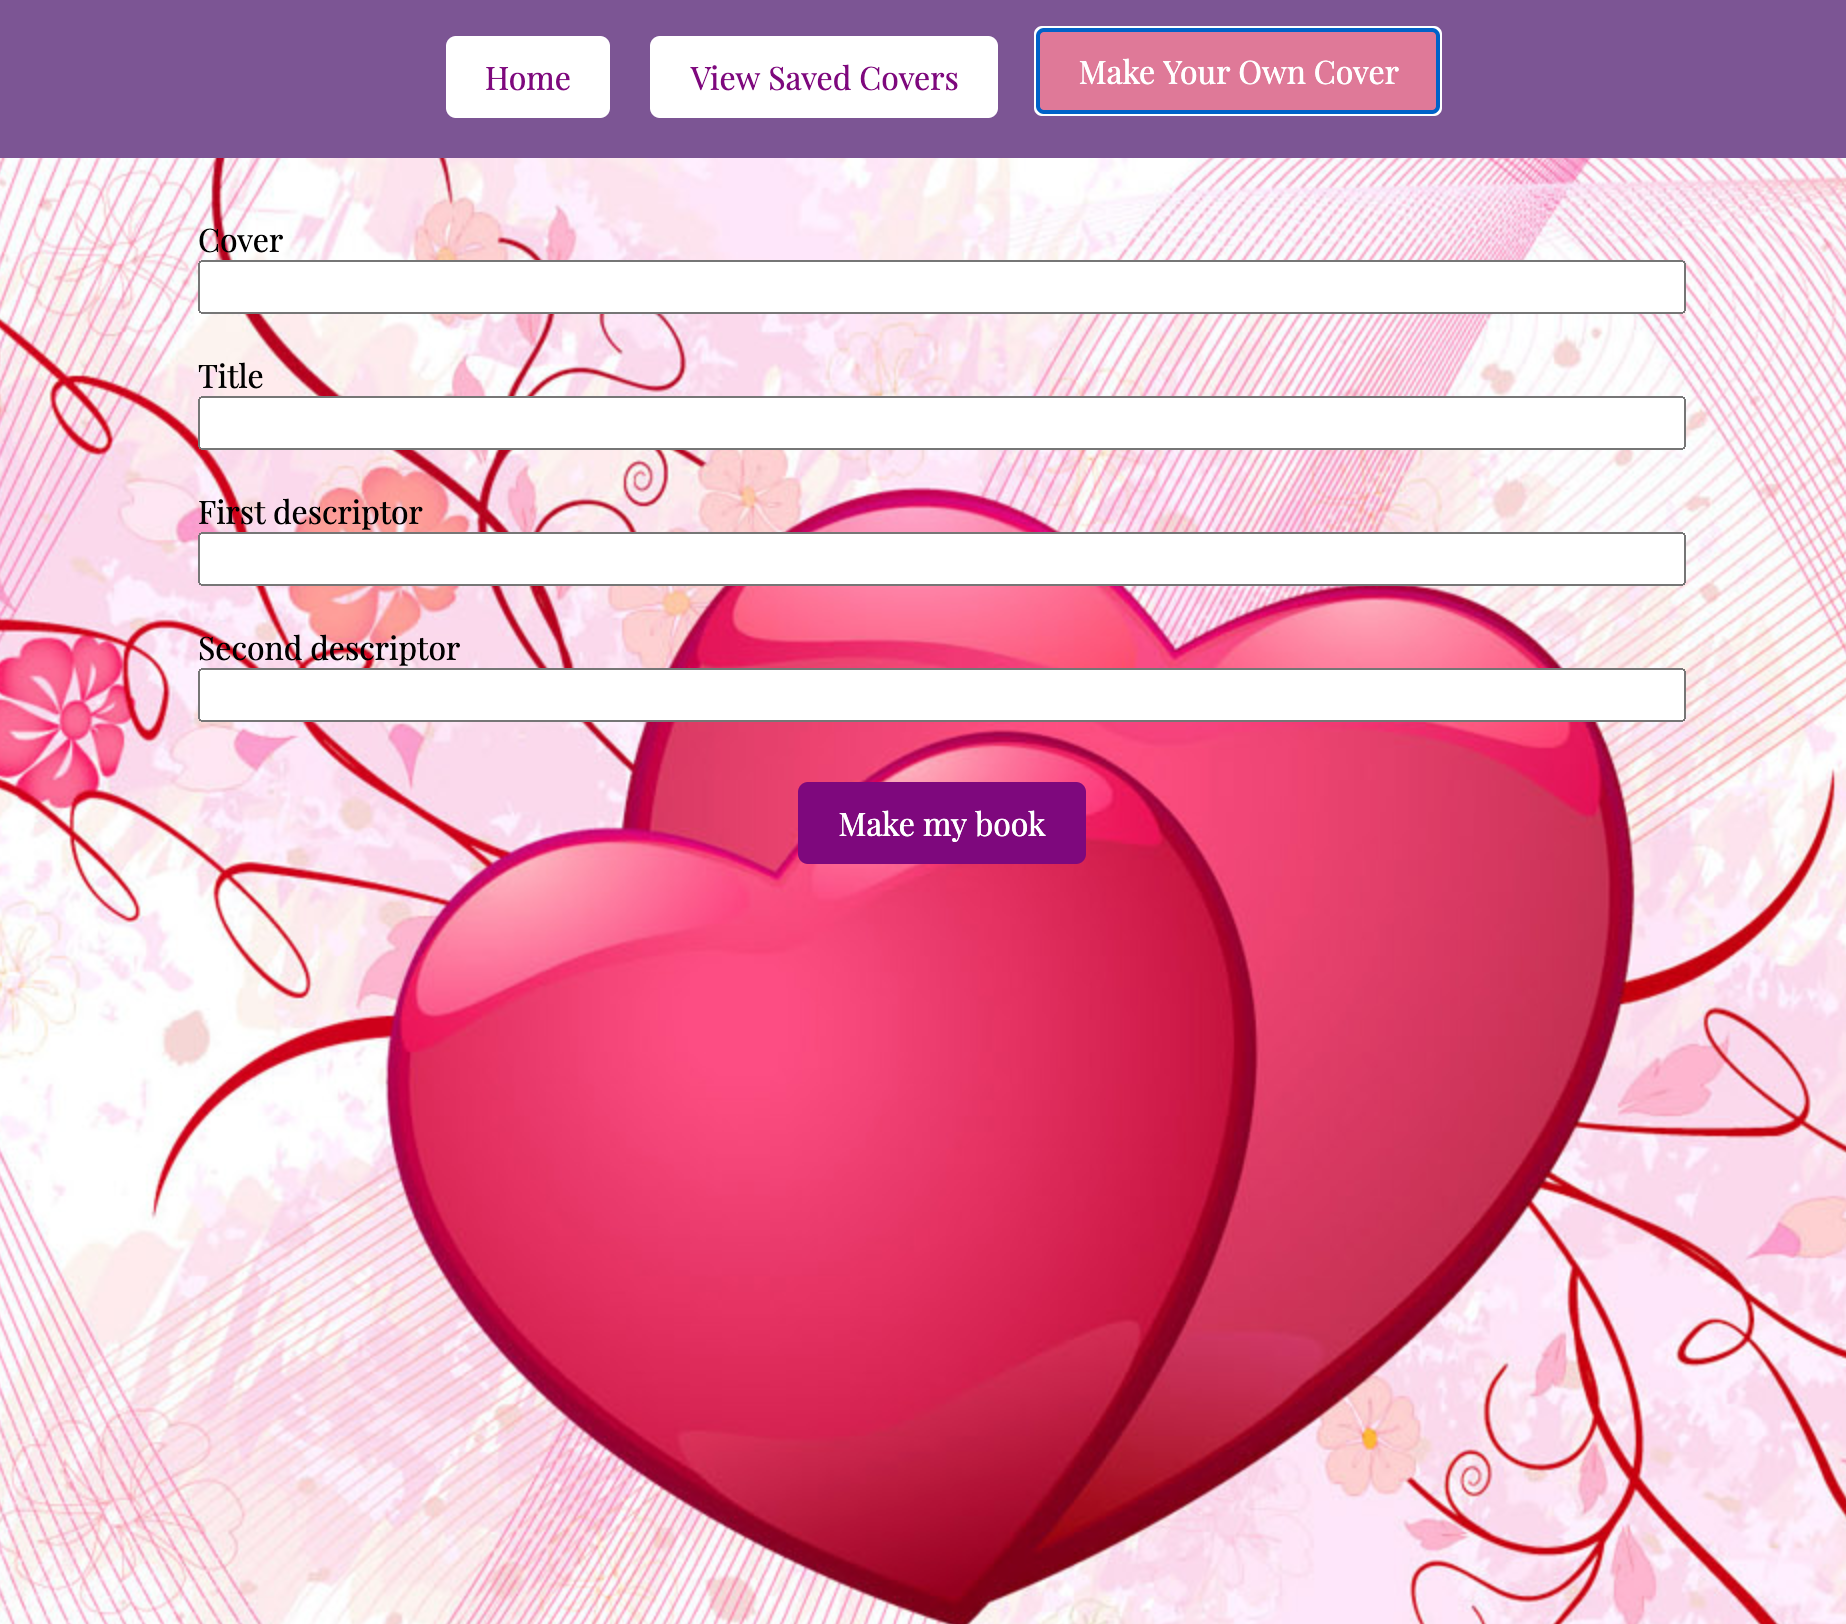 Home
View Saved Covers
Make Your Own Cover
Cover
Title
First descriptor
Second descriptor
Make my book